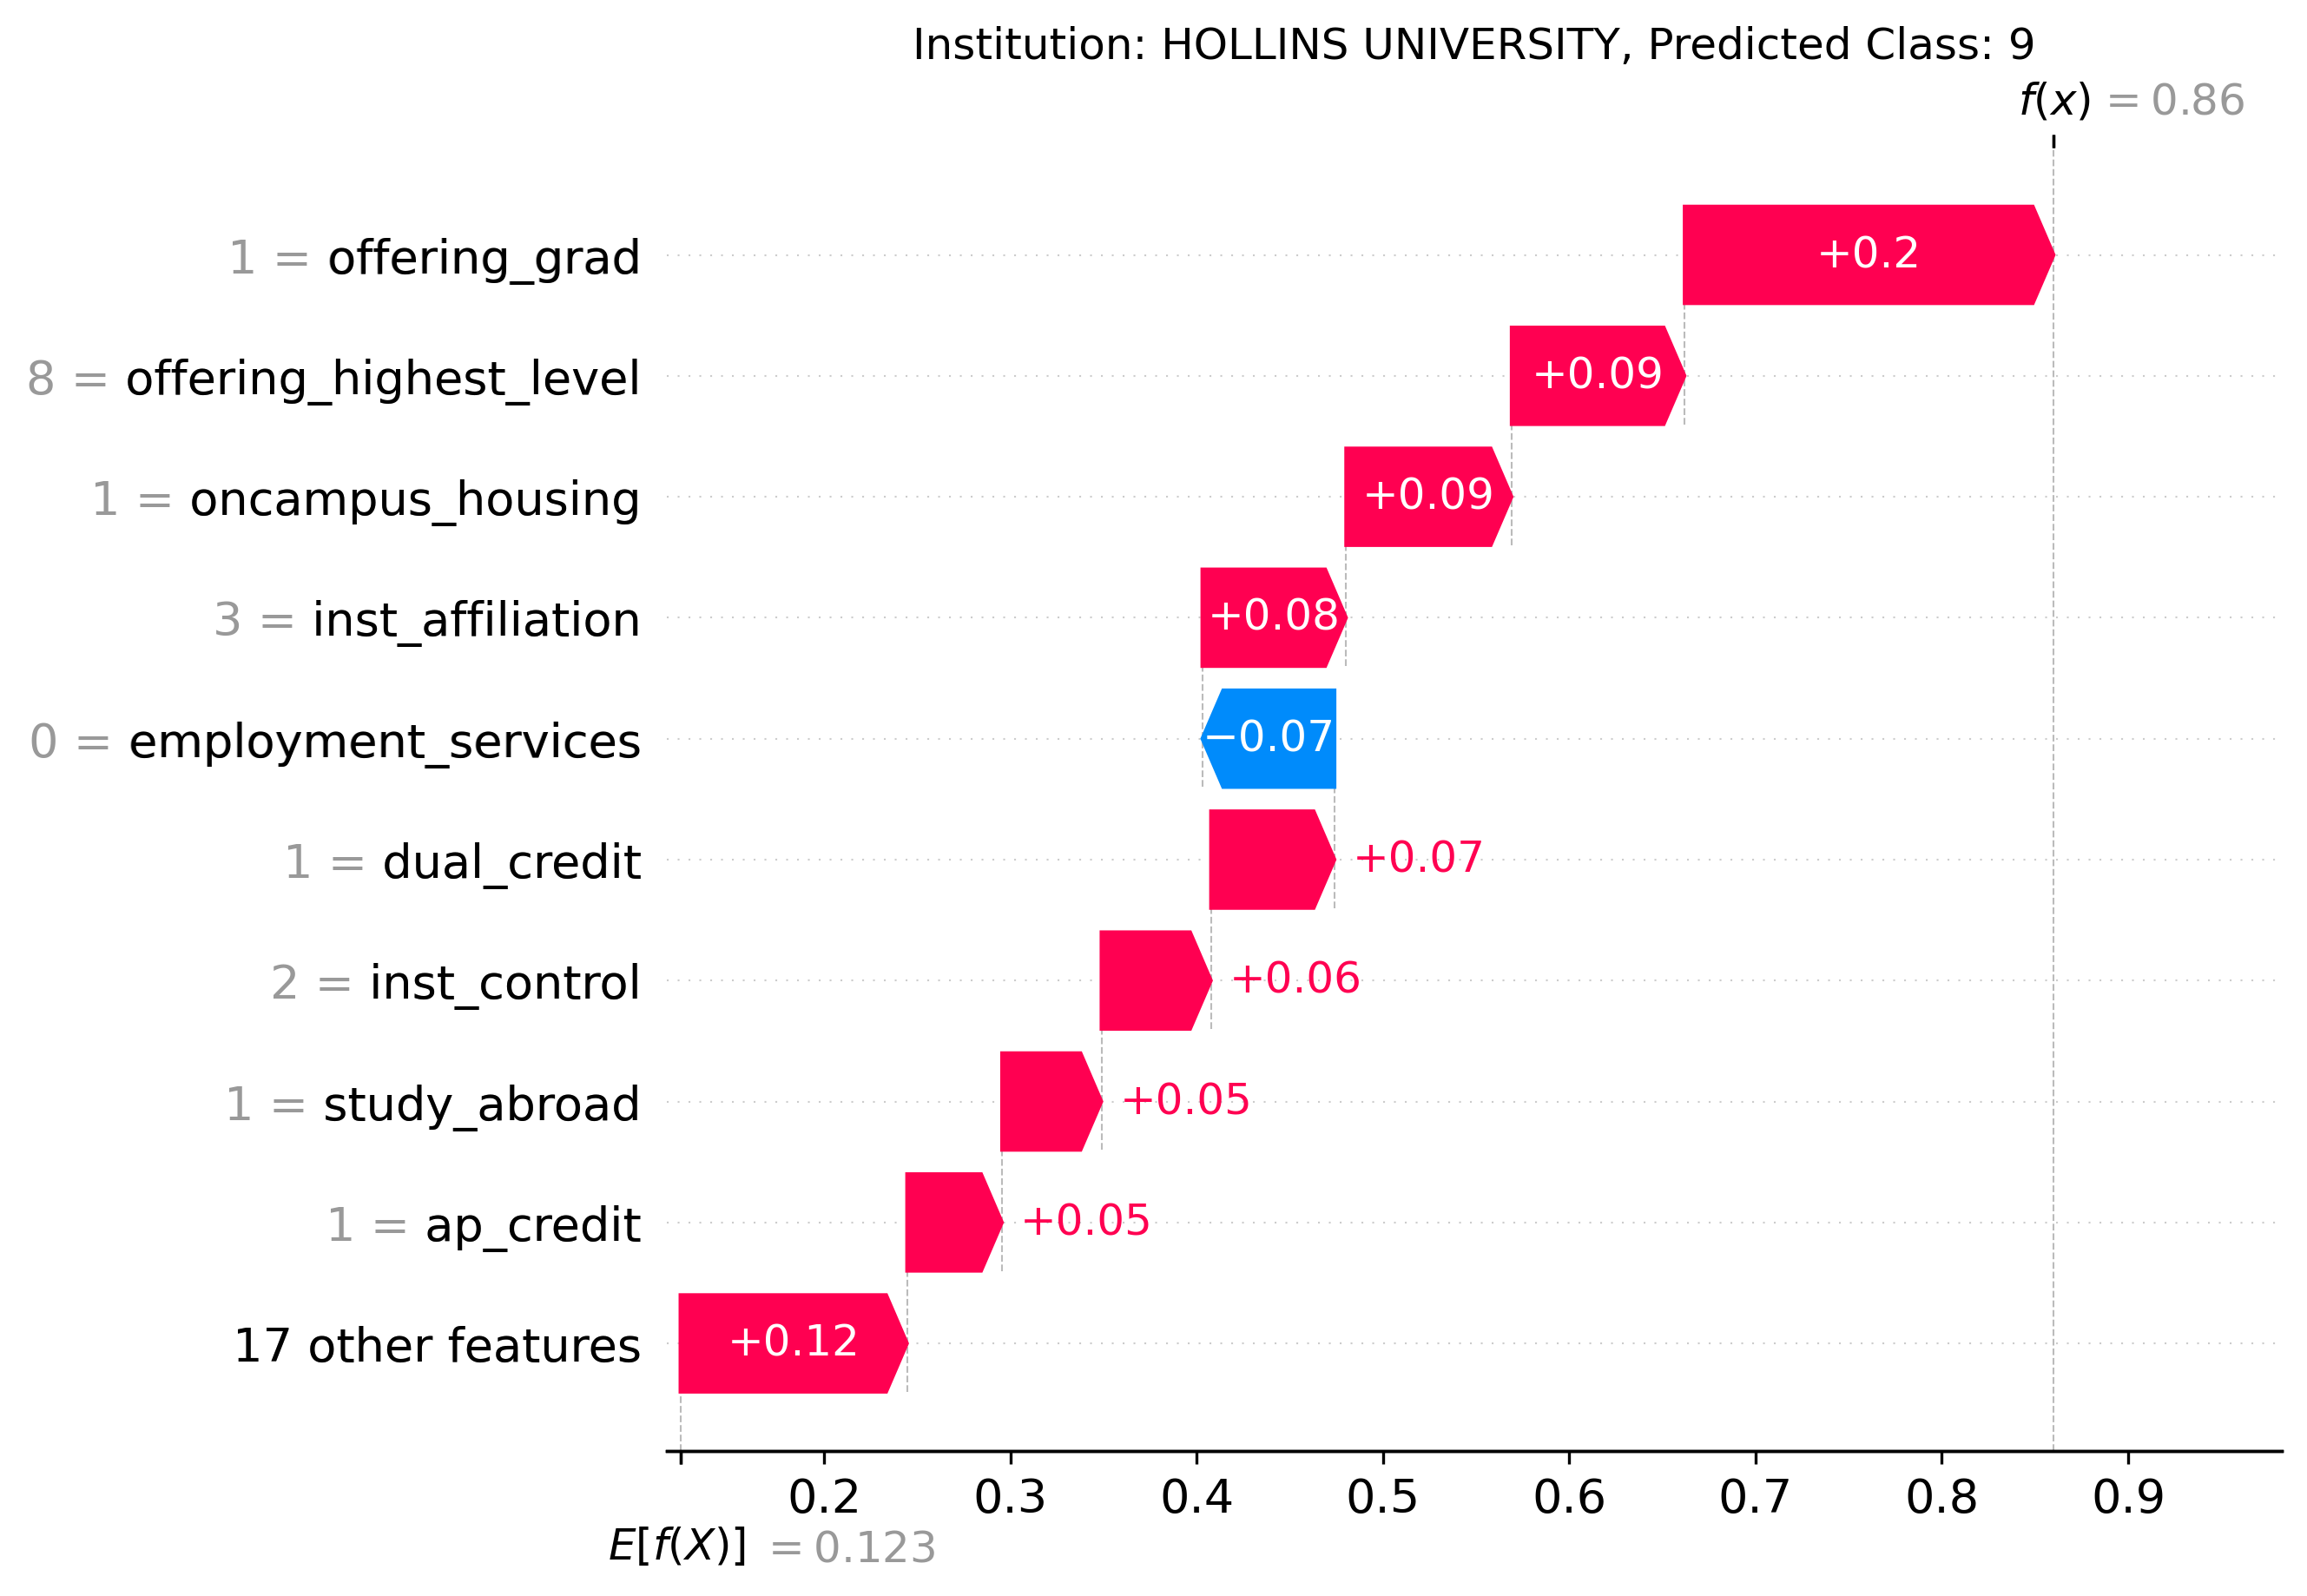 Institution: HOLLINS UNIVERSITY, Predicted Class: 9
f(x) = 0.86
1 = offering_grad +0.2
8 = offering_highest_level +0.09
1 = oncampus_housing +0.09
3 = inst_affiliation +0.08
0 = employment_services −0.07
1 = dual_credit +0.07
2 = inst_control +0.06
1 = study_abroad +0.05
1 = ap_credit +0.05
17 other features +0.12
0.2 0.3 0.4 0.5 0.6 0.7 0.8 0.9
E[f(X)] = 0.123